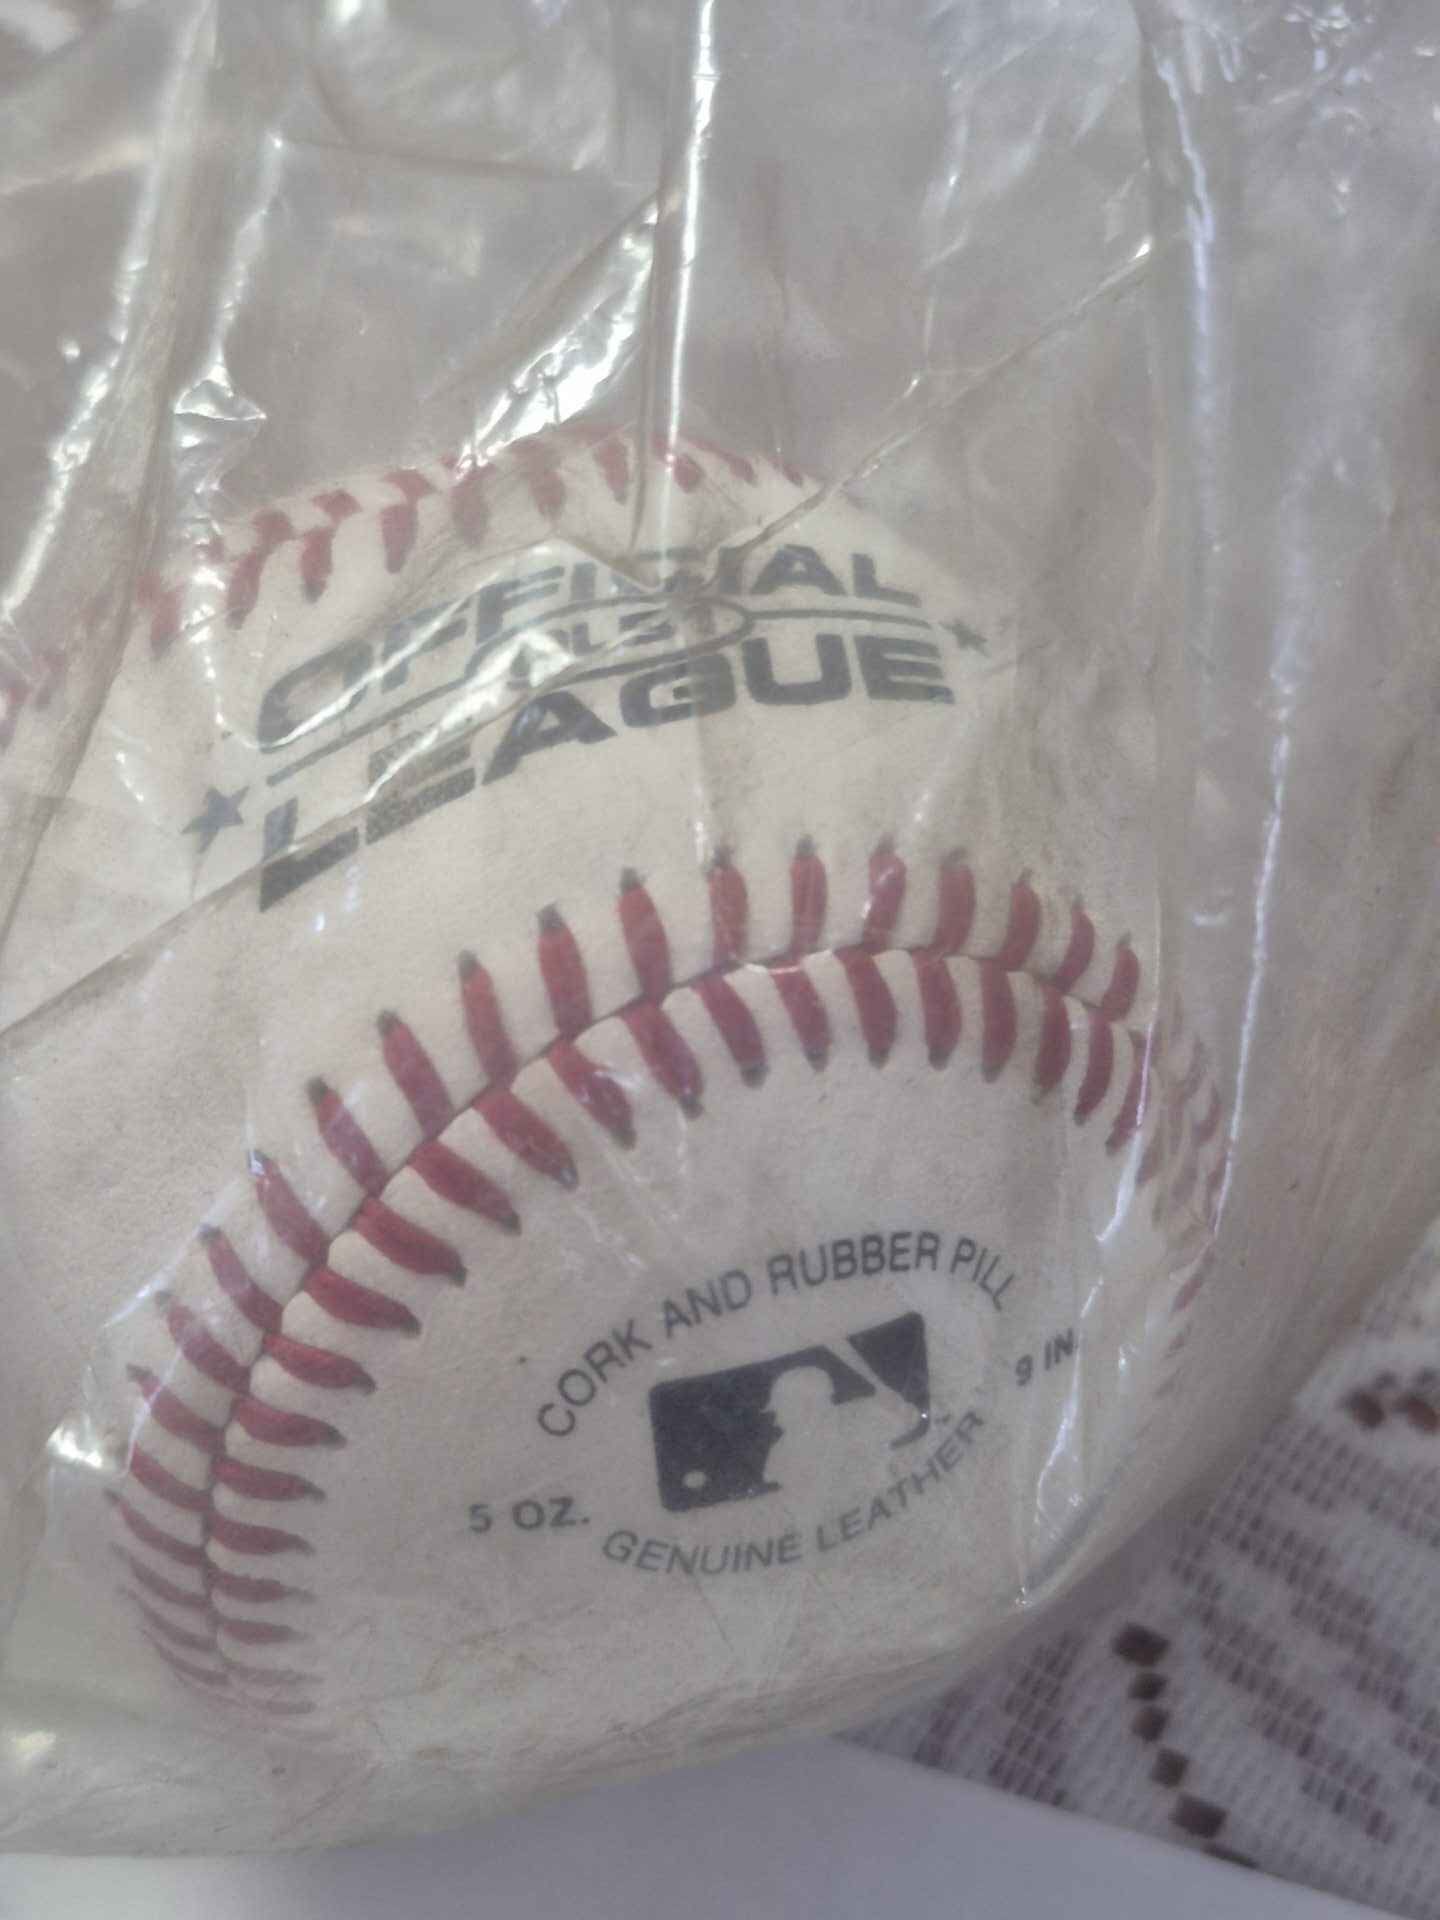 OFFICIAL
LEAGUE
CORK AND RUBBER PILL
5 OZ.
9 IN.
GENUINE LEATHER